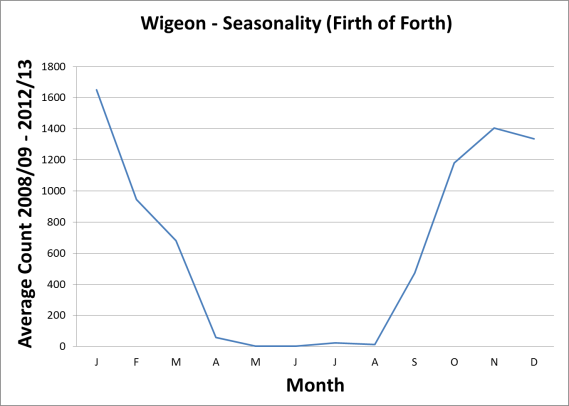 Wigeon - Seasonality (Firth of Forth)
Average Count 2008/09 - 2012/13
1800
1600
1400
1200
1000
800
600
400
200
0
J F M A M J J A S O N D
Month